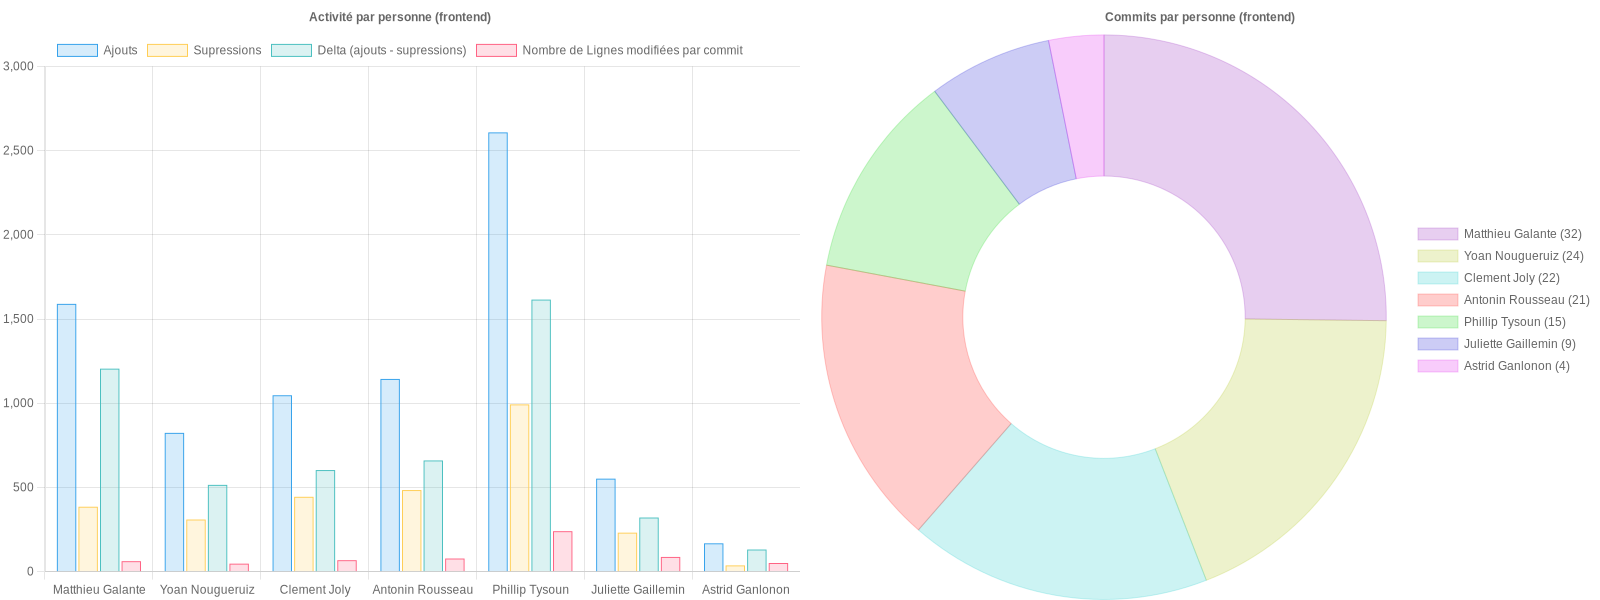 Activité par personne (frontend)
Ajouts Supressions Delta (ajouts - supressions) Nombre de Lignes modifiées par commit
3,000
2,500
2,000
1,500
1,000
500
0
Matthieu Galante Yoan Nougueruiz Clement Joly Antonin Rousseau Phillip Tysoun Juliette Gaillemin Astrid Ganlonon
Commits par personne (frontend)
Matthieu Galante (32)
Yoan Nougueruiz (24)
Clement Joly (22)
Antonin Rousseau (21)
Phillip Tysoun (15)
Juliette Gaillemin (9)
Astrid Ganlonon (4)